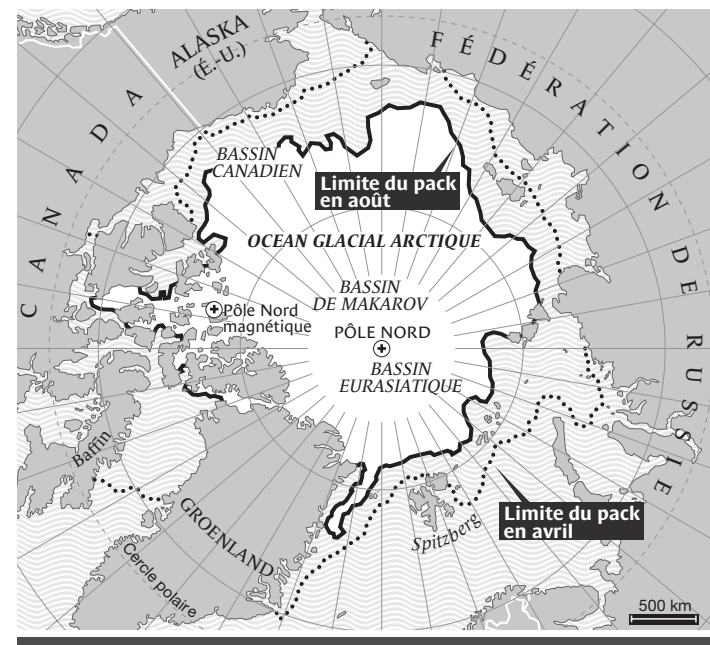 ALASKA
(É.-U.)
FÉDÉRATION DE RUSSIE
CANADA
BASSIN
CANADIEN
Limite du pack
en août
OCEAN GLACIAL ARCTIQUE
BASSIN
DE MAKAROV
Pôle Nord
magnétique
PÔLE NORD
BASSIN
EURASIATIQUE
Baffin
GROENLAND
Spitzberg
Limite du pack
en avril
Cercle polaire
500 km